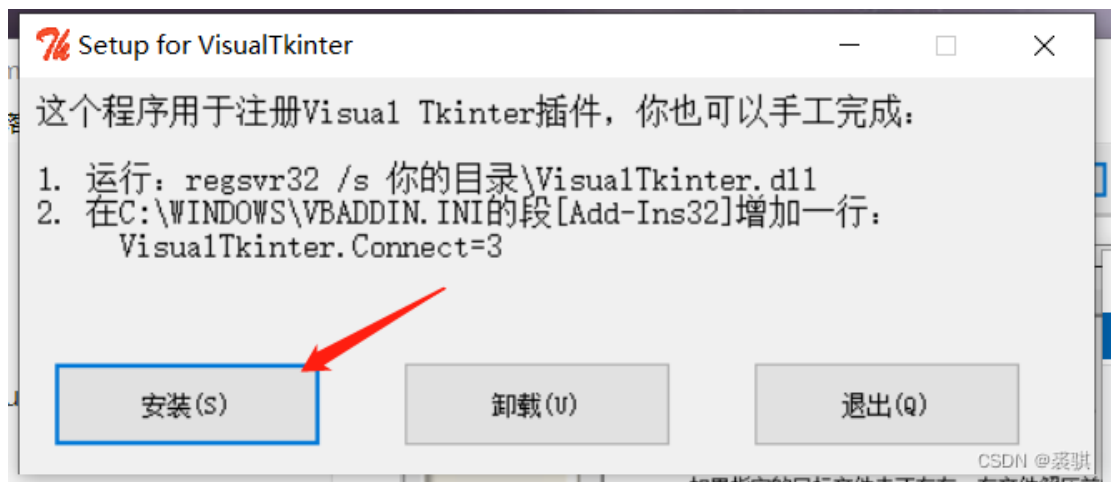 Setup for VisualTkinter
这个程序用于注册Visual Tkinter插件，你也可以手工完成：
1. 运行：regsvr32 /s 你的目录\VisualTkinter.dll
2. 在C:\WINDOWS\VBADDIN.INI的段[Add-Ins32]增加一行：
VisualTkinter.Connect=3
安装(S)
卸载(U)
退出(Q)
CSDN @裘骐